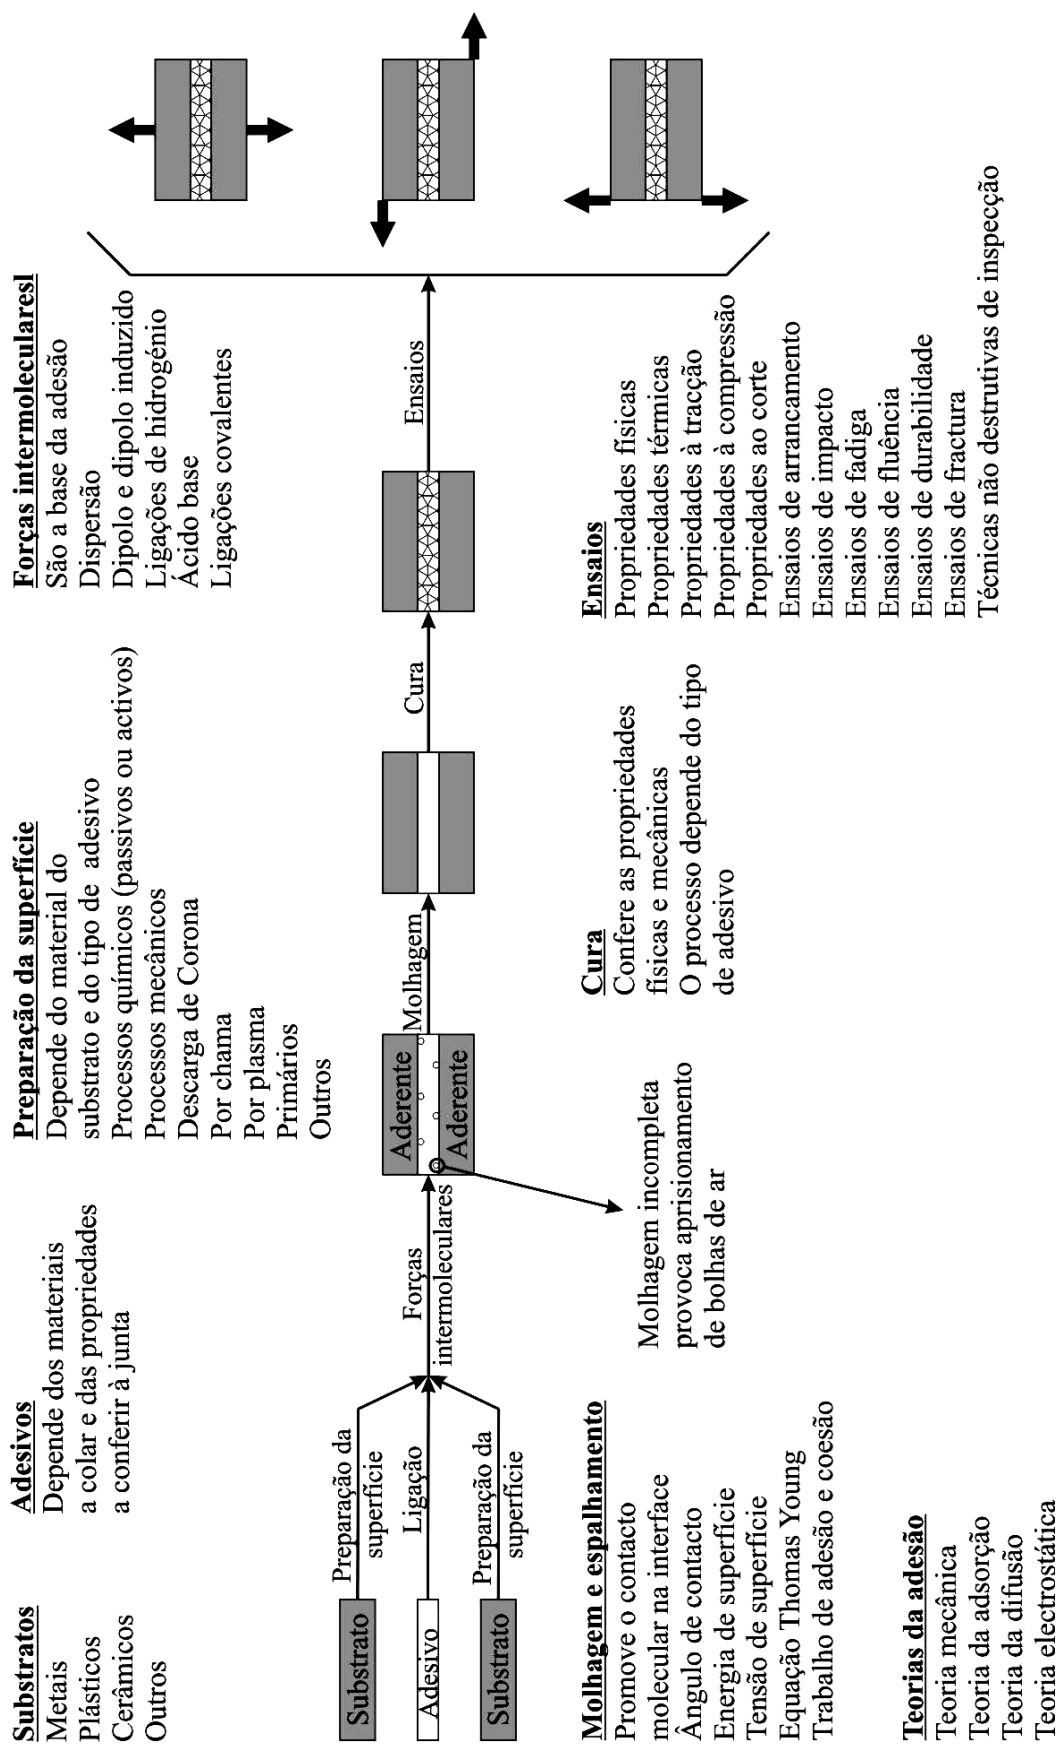 Substratos
Metais
Plásticos
Cerâmicos
Outros
Adesivos
Depende dos materiais
a colar e das propriedades
a conferir à junta
Preparação da superfície
Depende do material do
substrato e do tipo de adesivo
Processos químicos (passivos ou activos)
Processos mecânicos
Descarga de Corona
Por chama
Por plasma
Primários
Outros
Forças intermolecularesl
São a base da adesão
Dispersão
Dipolo e dipolo induzido
Ligações de hidrogénio
Ácido base
Ligações covalentes
Substrato
Adesivo
Substrato
Preparação da
superfície
Ligação
Preparação da
superfície
Forças
intermoleculares
Aderente
Aderente
Molhagem
Cura
Ensaios
Molhagem incompleta
provoca aprisionamento
de bolhas de ar
Molhagem e espalhamento
Promove o contacto
molecular na interface
Ângulo de contacto
Energia de superfície
Tensão de superfície
Equação Thomas Young
Trabalho de adesão e coesão
Cura
Confere as propriedades
físicas e mecânicas
O processo depende do tipo
de adesivo
Ensaios
Propriedades físicas
Propriedades térmicas
Propriedades à tracção
Propriedades à compressão
Propriedades ao corte
Ensaios de arrancamento
Ensaios de impacto
Ensaios de fadiga
Ensaios de fluência
Ensaios de durabilidade
Ensaios de fractura
Técnicas não destrutivas de inspecção
Teorias da adesão
Teoria mecânica
Teoria da adsorção
Teoria da difusão
Teoria electrostática